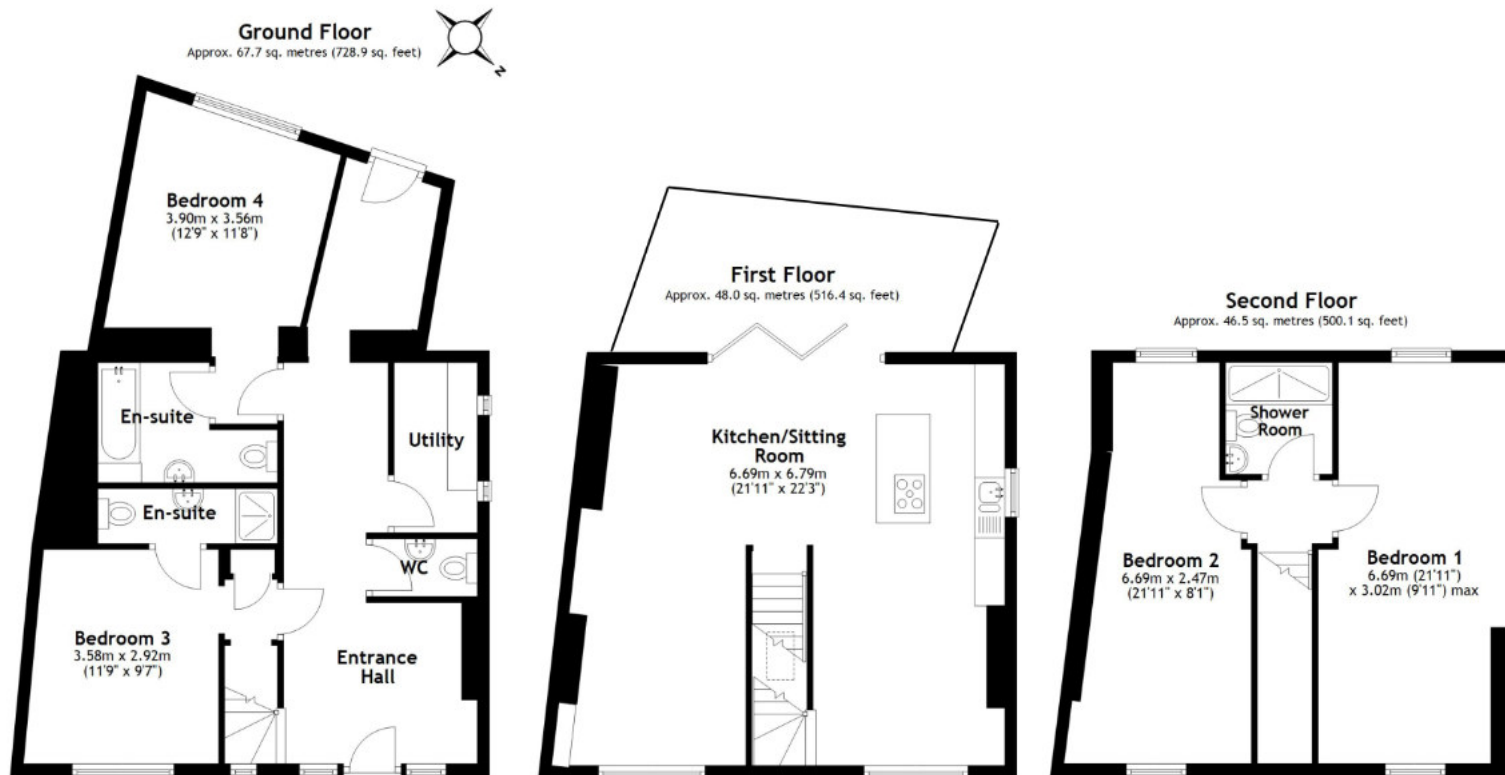 Ground Floor
Approx. 67.7 sq. metres (728.9 sq. feet)
N
Bedroom 4
3.90m x 3.56m
(12'9" x 11'8")
En-suite
Utility
En-suite
WC
Bedroom 3
3.58m x 2.92m
(11'9" x 9'7")
Entrance
Hall
First Floor
Approx. 48.0 sq. metres (516.4 sq. feet)
Kitchen/Sitting
Room
6.69m x 6.79m
(21'11" x 22'3")
Second Floor
Approx. 46.5 sq. metres (500.1 sq. feet)
Shower
Room
Bedroom 2
6.69m x 2.47m
(21'11" x 8'1")
Bedroom 1
6.69m (21'11")
x 3.02m (9'11") max